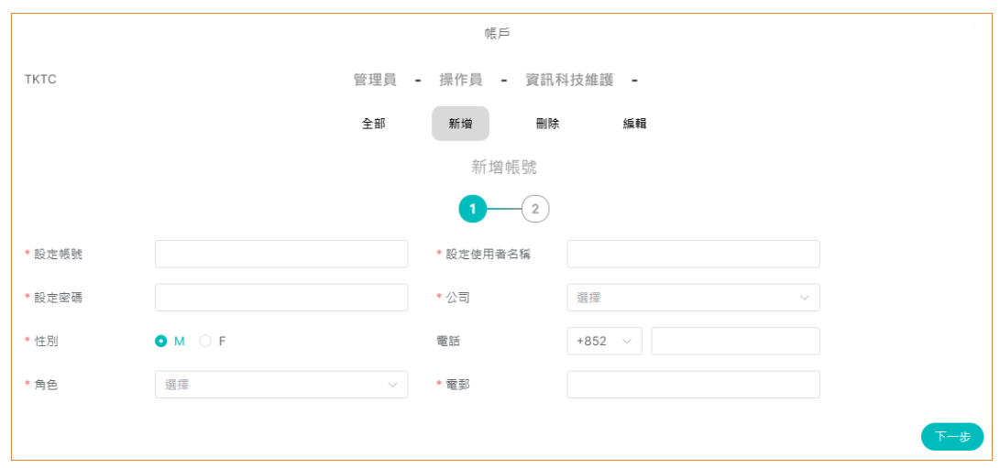 帳戶
TKTC 管理員 - 操作員 - 資訊科技維護 -
全部 新增 刪除 編輯
新增帳號
1 2
* 設定帳號 * 設定使用者名稱
* 設定密碼 * 公司 選擇
* 性別 M F 電話 +852
* 角色 選擇 * 電郵
下一步